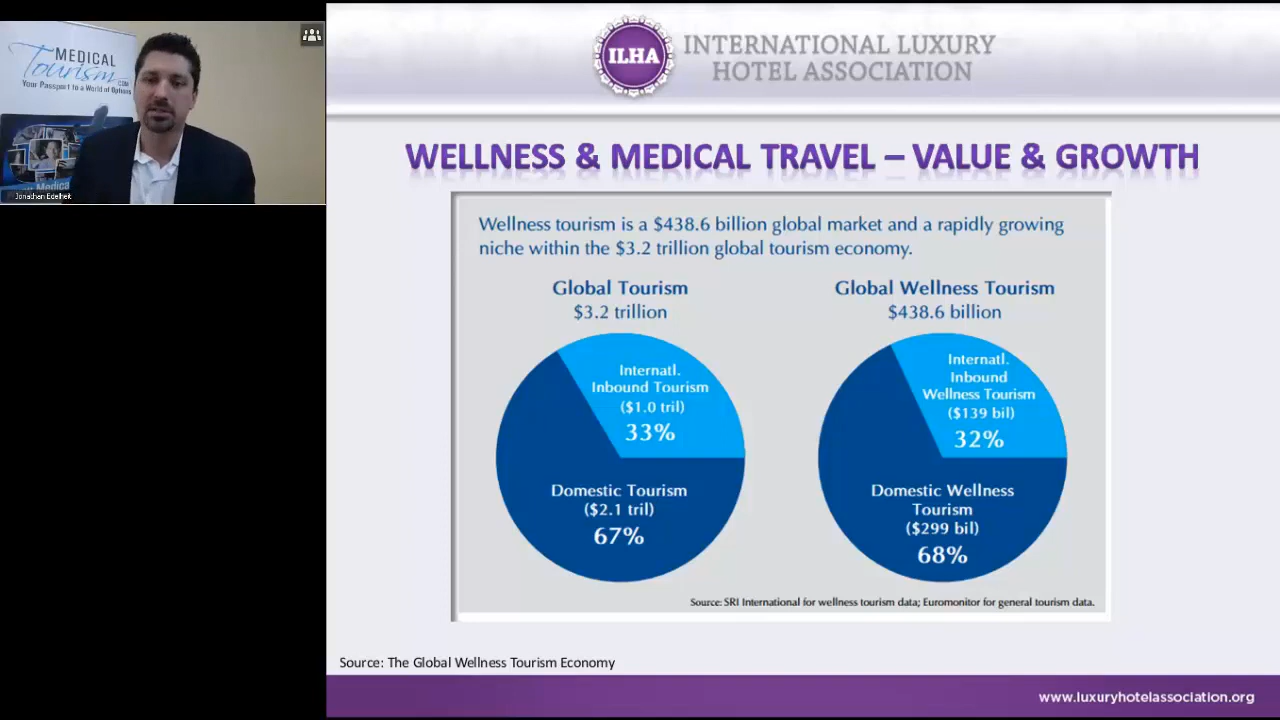 MEDICAL
Tourism
.COM
Your Passport to a World of Options
Medical
Jonathan Edelheit
ILHA
INTERNATIONAL LUXURY
HOTEL ASSOCIATION
WELLNESS & MEDICAL TRAVEL – VALUE & GROWTH
Wellness tourism is a $438.6 billion global market and a rapidly growing
niche within the $3.2 trillion global tourism economy.
Global Tourism
$3.2 trillion
Internatl.
Inbound Tourism
($1.0 tril)
33%
Domestic Tourism
($2.1 tril)
67%
Global Wellness Tourism
$438.6 billion
Internatl.
Inbound
Wellness Tourism
($139 bil)
32%
Domestic Wellness
Tourism
($299 bil)
68%
Source: SRI International for wellness tourism data; Euromonitor for general tourism data.
Source: The Global Wellness Tourism Economy
www.luxuryhotelassociation.org